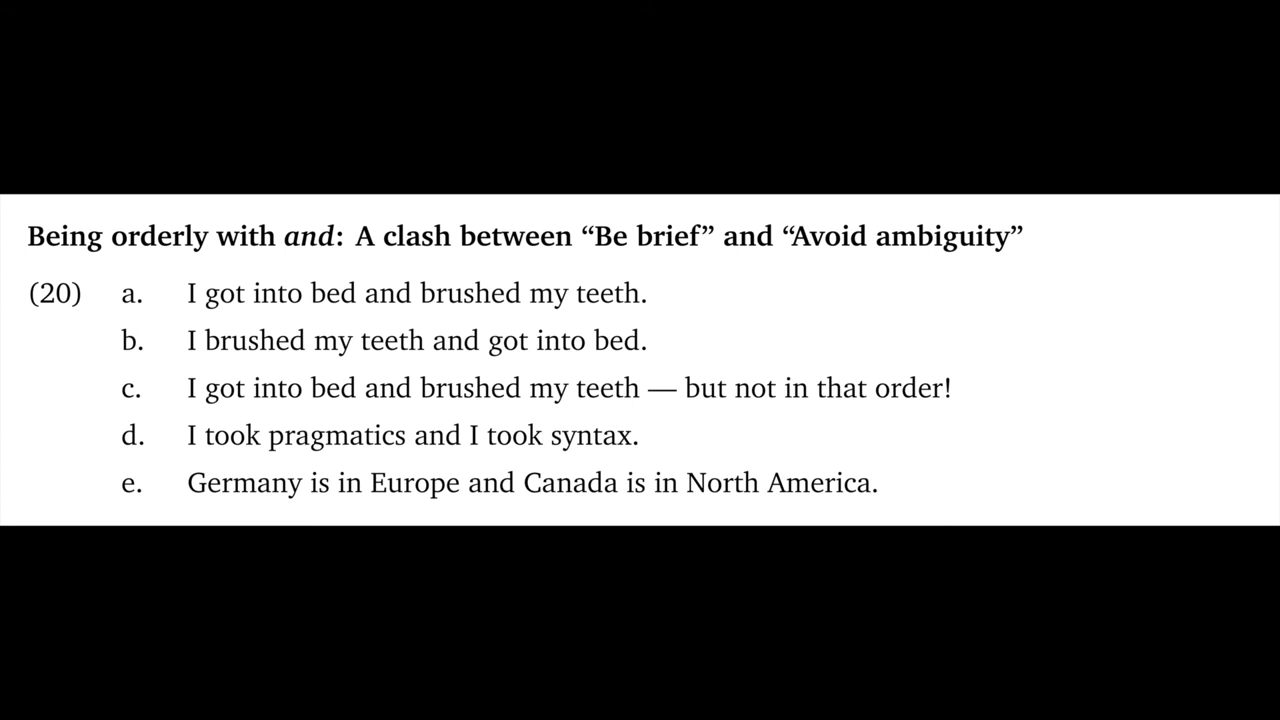 Being orderly with and: A clash between “Be brief” and “Avoid ambiguity”
(20) a. I got into bed and brushed my teeth.
b. I brushed my teeth and got into bed.
c. I got into bed and brushed my teeth — but not in that order!
d. I took pragmatics and I took syntax.
e. Germany is in Europe and Canada is in North America.